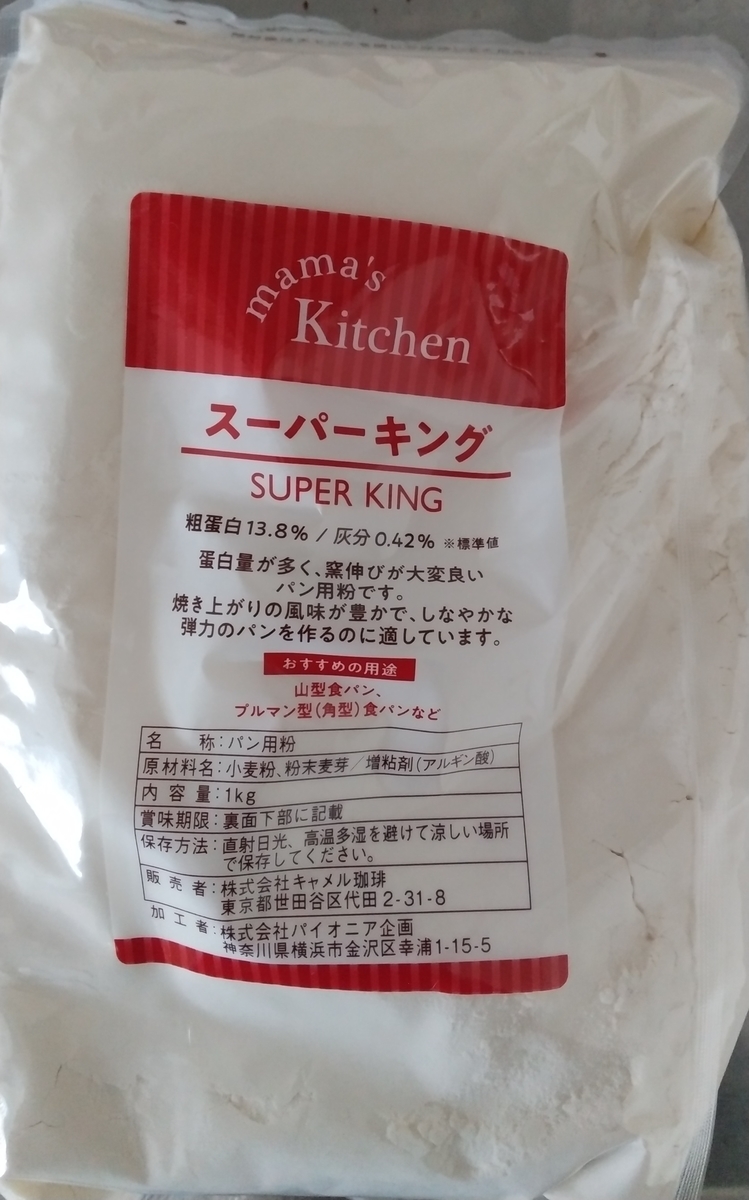 mama's
Kitchen
スーパーキング
SUPER KING
粗蛋白13.8% / 灰分0.42% ※標準値
蛋白量が多く、窯伸びが大変良い
パン用粉です。
焼き上がりの風味が豊かで、しなやかな
弾力のパンを作るのに適しています。
おすすめの用途
山型食パン、
プルマン型(角型)食パンなど
名 称:パン用粉
原材料名:小麦粉、粉末麦芽/増粘剤(アルギン酸)
内容量:1kg
賞味期限:裏面下部に記載
保存方法:直射日光、高温多湿を避けて涼しい場所
で保存してください。
販売者:株式会社キャメル珈琲
東京都世田谷区代田2-31-8
加工者:株式会社パイオニア企画
神奈川県横浜市金沢区幸浦1-15-5